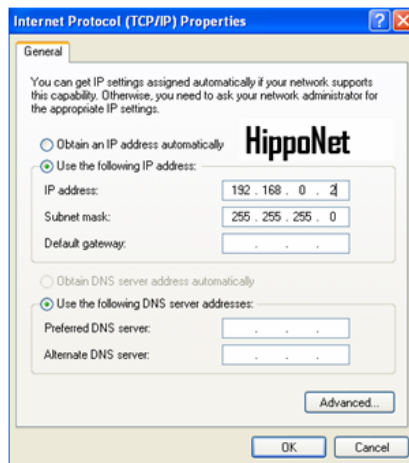 Internet Protocol (TCP/IP) Properties
General
You can get IP settings assigned automatically if your network supports
this capability. Otherwise, you need to ask your network administrator for
the appropriate IP settings.
Obtain an IP address automatically
HippoNet
Use the following IP address:
IP address: 192 . 168 . 0 . 2
Subnet mask: 255 . 255 . 255 . 0
Default gateway: . . .
Obtain DNS server address automatically
Use the following DNS server addresses:
Preferred DNS server: . . .
Alternate DNS server: . . .
Advanced...
OK Cancel